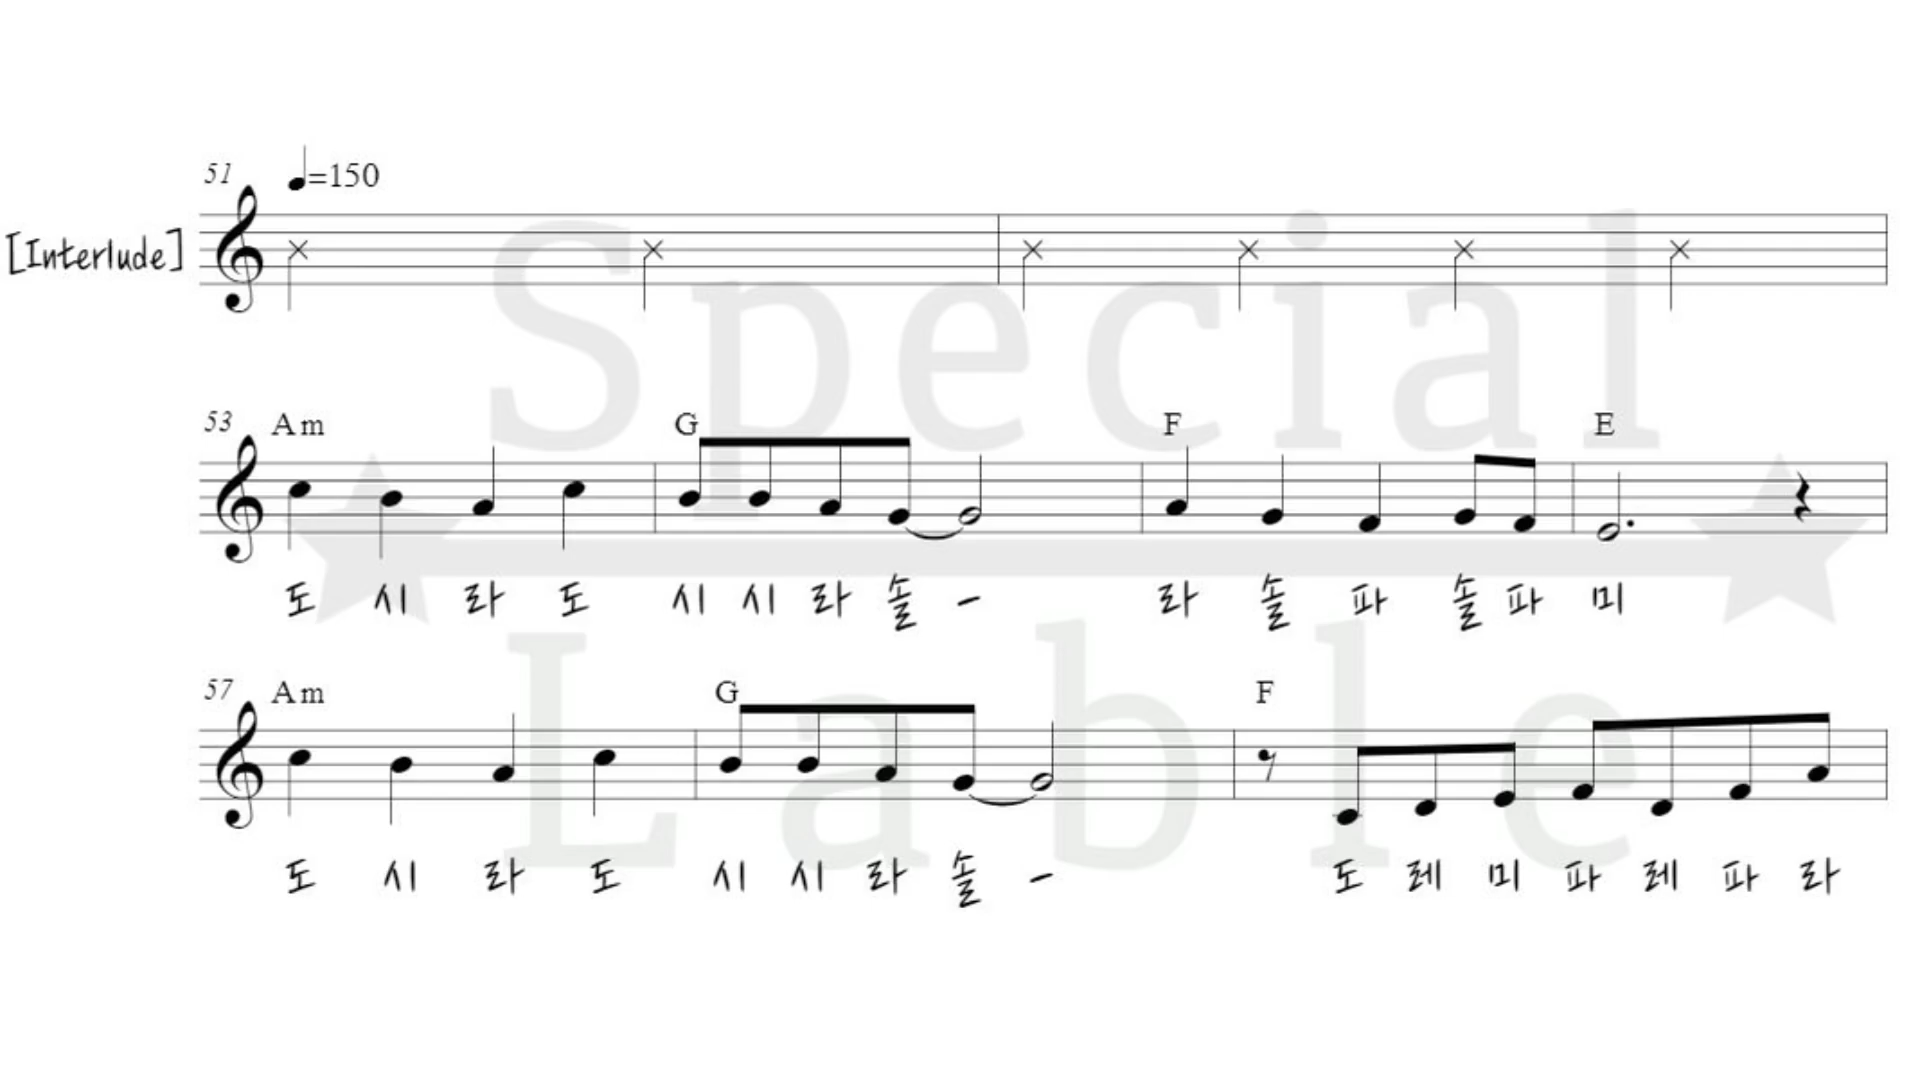 51 ♩=150
[Interlude]
53 Am G F E
도 시 라 도 시 시 라 솔 - 라 솔 파 솔 파 미
57 Am G F
도 시 라 도 시 시 라 솔 - 도 레 미 파 레 파 라
Special
Lable